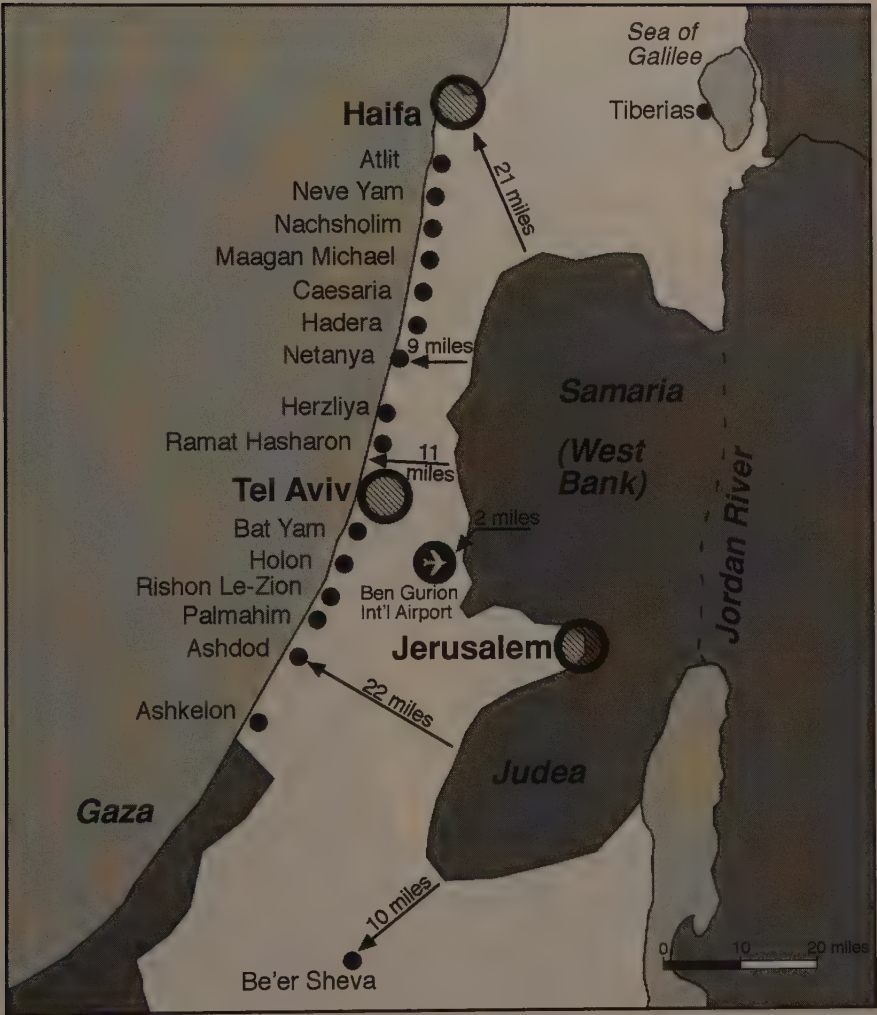 Sea of
Galilee
Tiberias
Haifa
21 miles
Atlit
Neve Yam
Nachsholim
Maagan Michael
Caesaria
Hadera
Netanya
9 miles
Samaria
(West
Bank)
Herzliya
Ramat Hasharon
11
miles
Tel Aviv
2 miles
Jordan River
Bat Yam
Holon
Rishon Le-Zion
Ben Gurion
Int'l Airport
Palmahim
Ashdod
Jerusalem
22 miles
Ashkelon
Judea
Gaza
10 miles
Be'er Sheva
0 10 20 miles